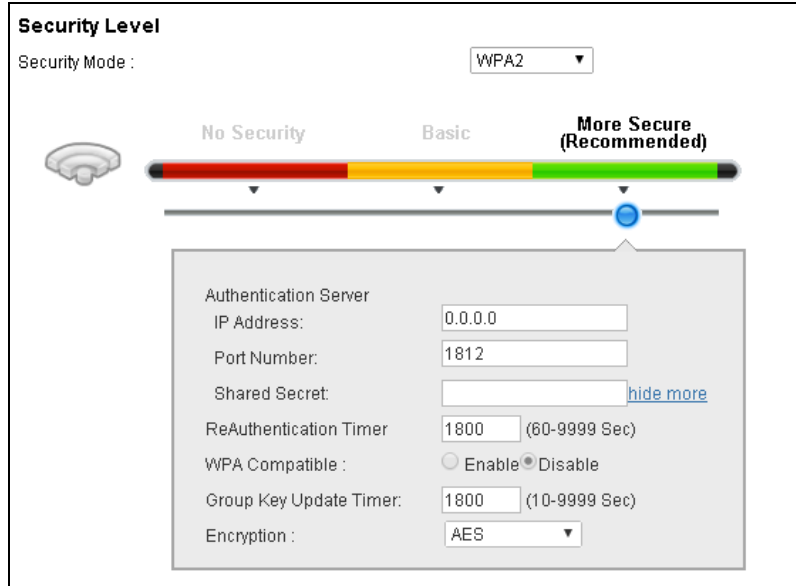 Security Level
Security Mode : WPA2
No Security Basic More Secure
(Recommended)
Authentication Server
IP Address: 0.0.0.0
Port Number: 1812
Shared Secret: hide more
ReAuthentication Timer 1800 (60-9999 Sec)
WPA Compatible : Enable Disable
Group Key Update Timer: 1800 (10-9999 Sec)
Encryption : AES